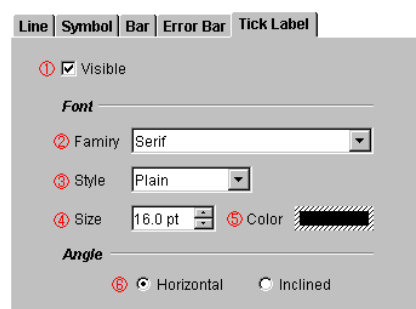 Line Symbol Bar Error Bar Tick Label
① Visible
Font
② Famiry Serif
③ Style Plain
④ Size 16.0 pt ⑤ Color
Angle
⑥ Horizontal Inclined